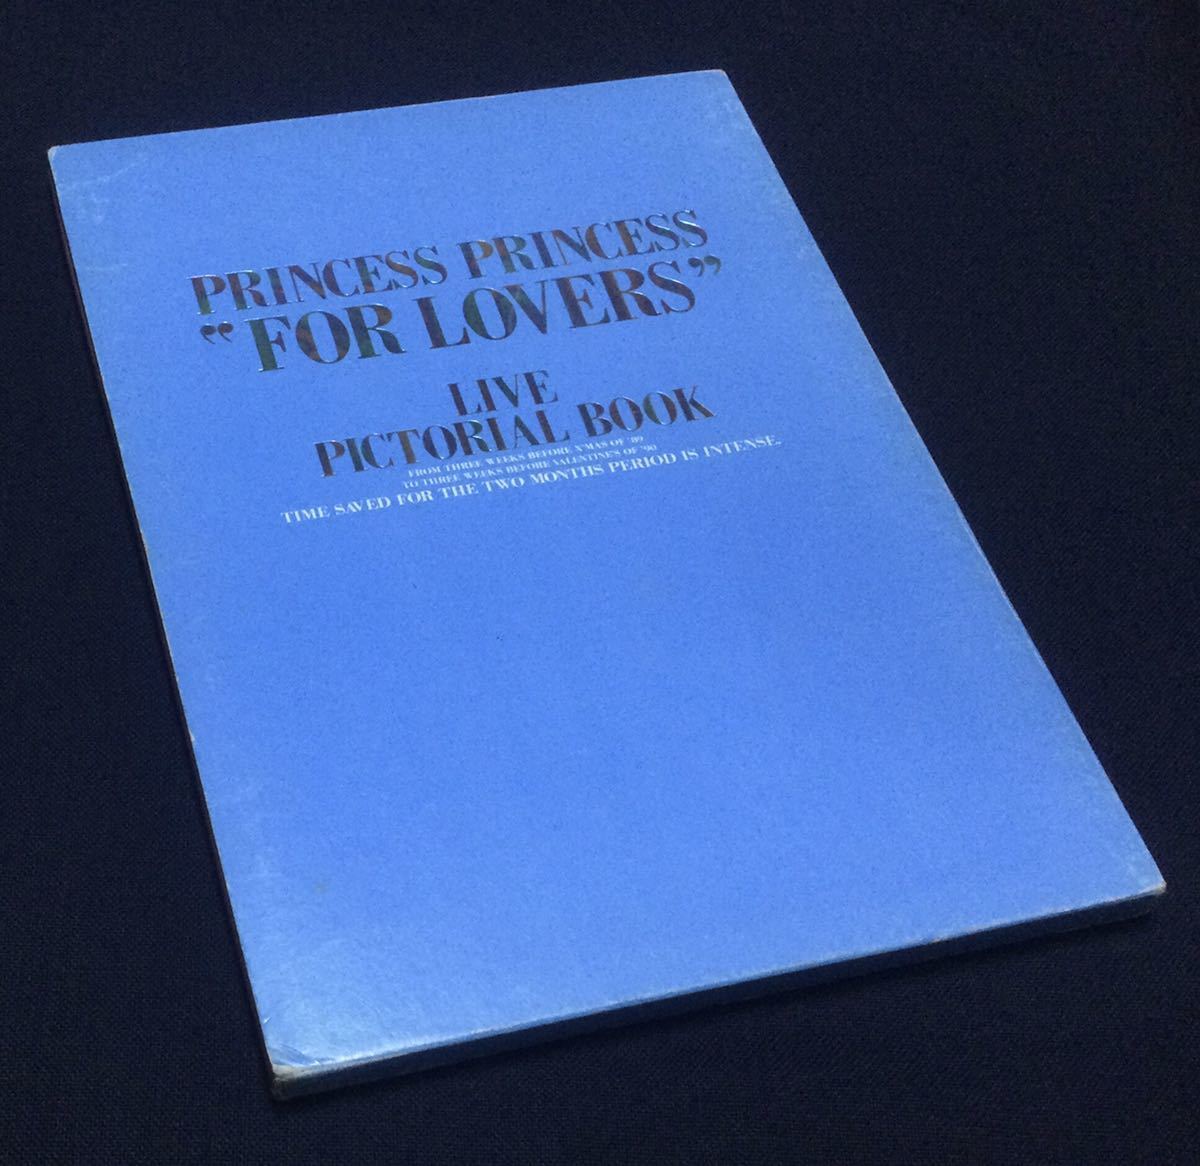 PRINCESS PRINCESS
“FOR LOVERS”
LIVE
PICTORIAL BOOK
FROM THREE WEEKS BEFORE X'MAS OF '89
TO THREE WEEKS BEFORE VALENTINE'S OF '90
TIME SAVED FOR THE TWO MONTHS PERIOD IS INTENSE.